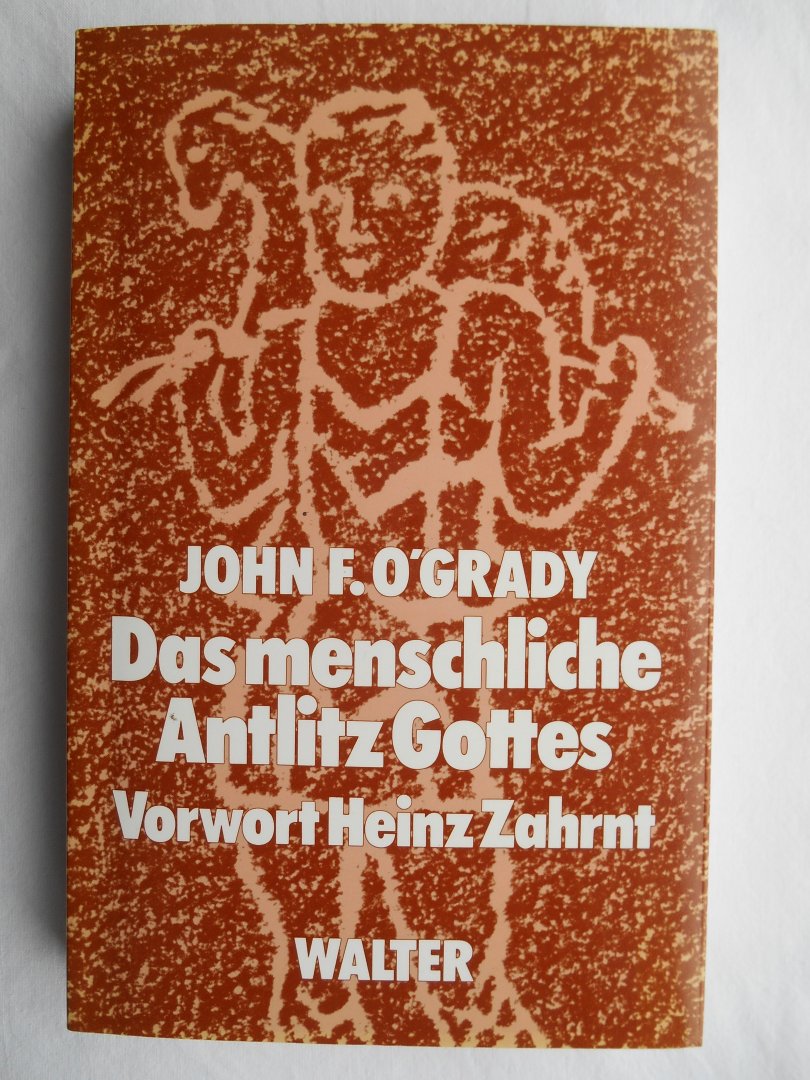 JOHN F. O'GRADY
Das menschliche
Antlitz Gottes
Vorwort Heinz Zahrnt
WALTER